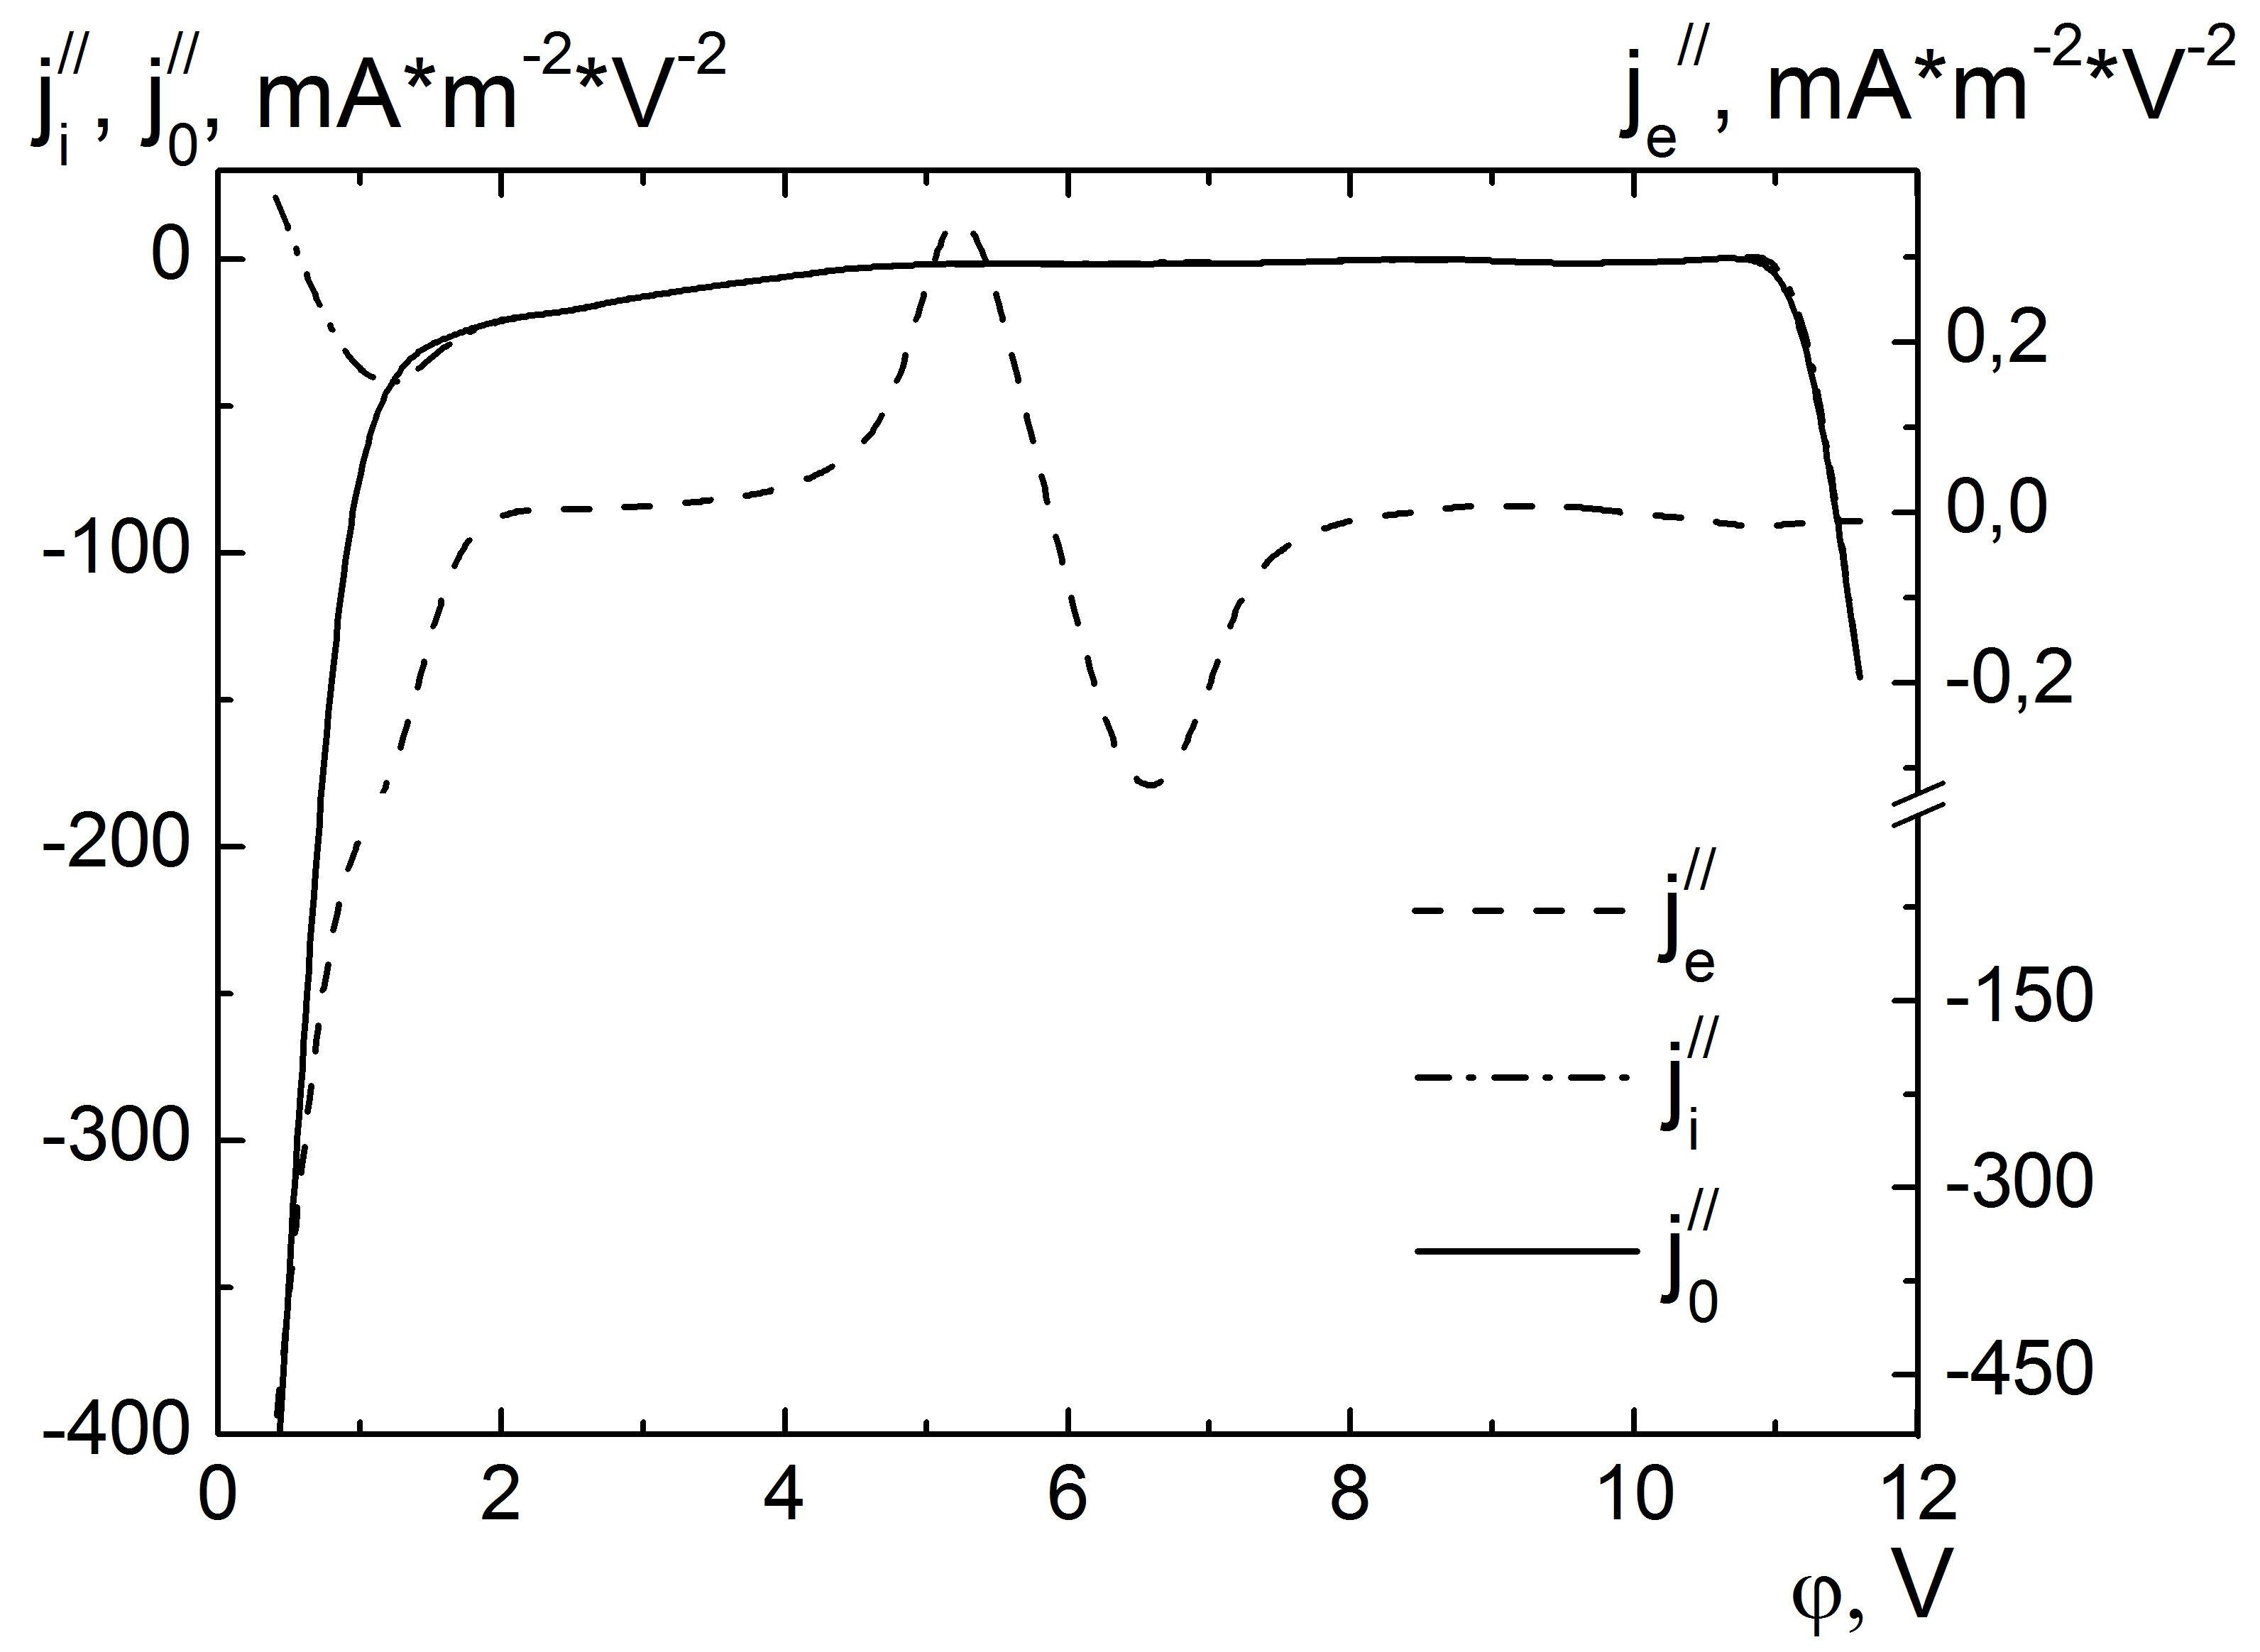 j_i^//, j_0^//, mA*m^-2*V^-2
j_e^//, mA*m^-2*V^-2
0
-100
-200
-300
-400
0,2
0,0
-0,2
-150
-300
-450
j_e^//
j_i^//
j_0^//
0 2 4 6 8 10 12
φ, V